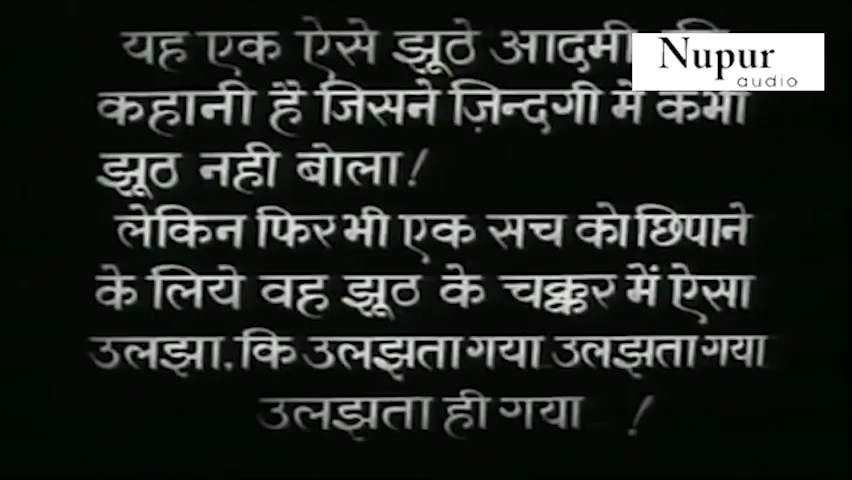 यह एक ऐसे झूठे आदमी की
Nupur
audio
कहानी है जिसने ज़िन्दगी में कभी
झूठ नही बोला!
लेकिन फिर भी एक सच को छिपाने
के लिये वह झूठ के चक्कर में ऐसा
उलझा, कि उलझता गया उलझता गया
उलझता ही गया !